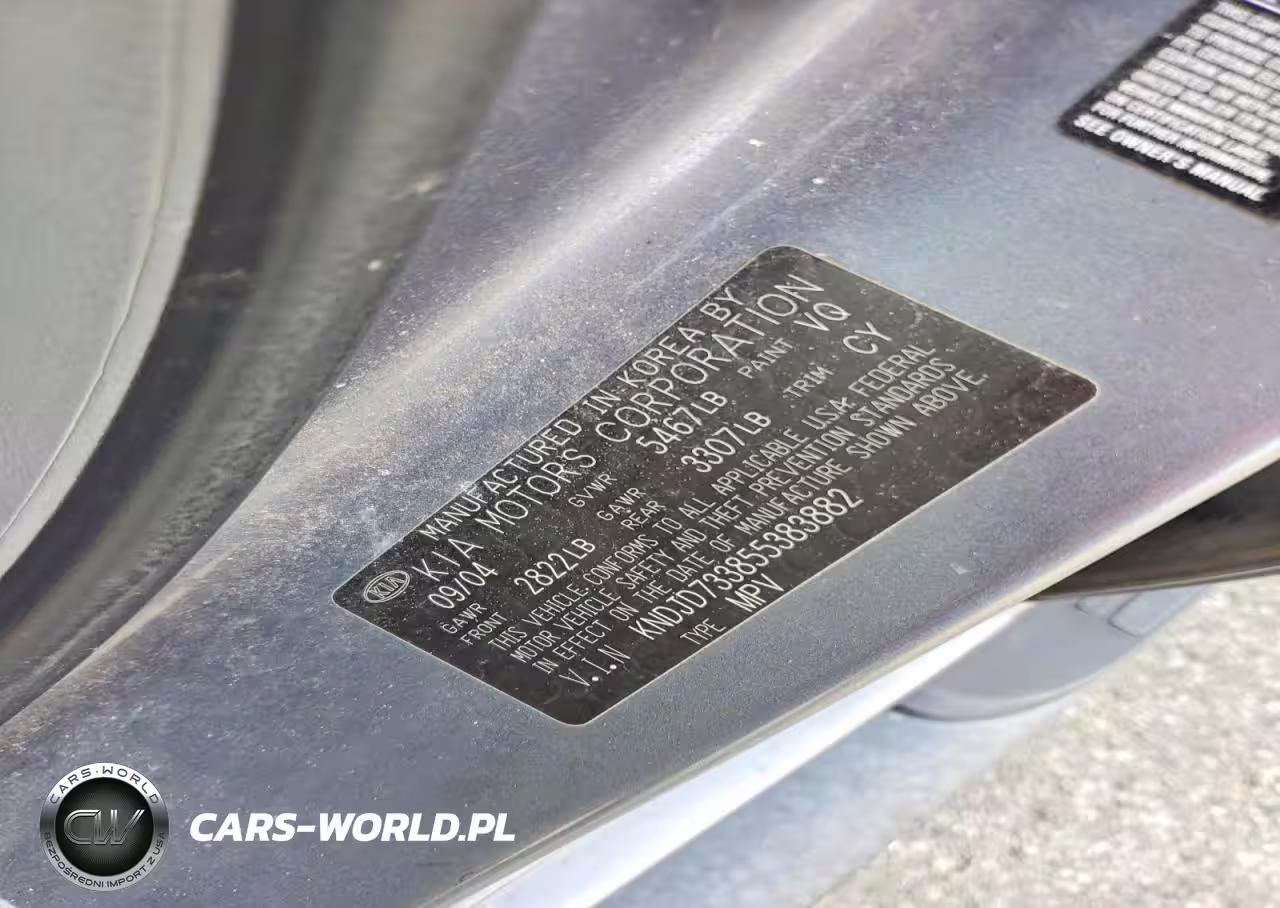 MANUFACTURED IN KOREA BY
KIA KIA MOTORS CORPORATION
09/04 GVWR 5467LB PAINT VQ
GAWR FRONT 2822LB GAWR REAR 3307LB TRIM CY
THIS VEHICLE CONFORMS TO ALL APPLICABLE USA FEDERAL
MOTOR VEHICLE SAFETY AND THEFT PREVENTION STANDARDS
IN EFFECT ON THE DATE OF MANUFACTURE SHOWN ABOVE.
V.I.N KNDJD733855383882
TYPE MPV
SEE OWNER'S MANUAL
CARS-WORLD
CW
BEZPOŚREDNI IMPORT Z USA
CARS-WORLD.PL